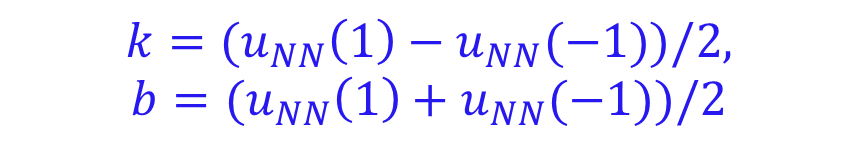 k = (u_{NN}(1) − u_{NN}(−1))/2,
b = (u_{NN}(1) + u_{NN}(−1))/2